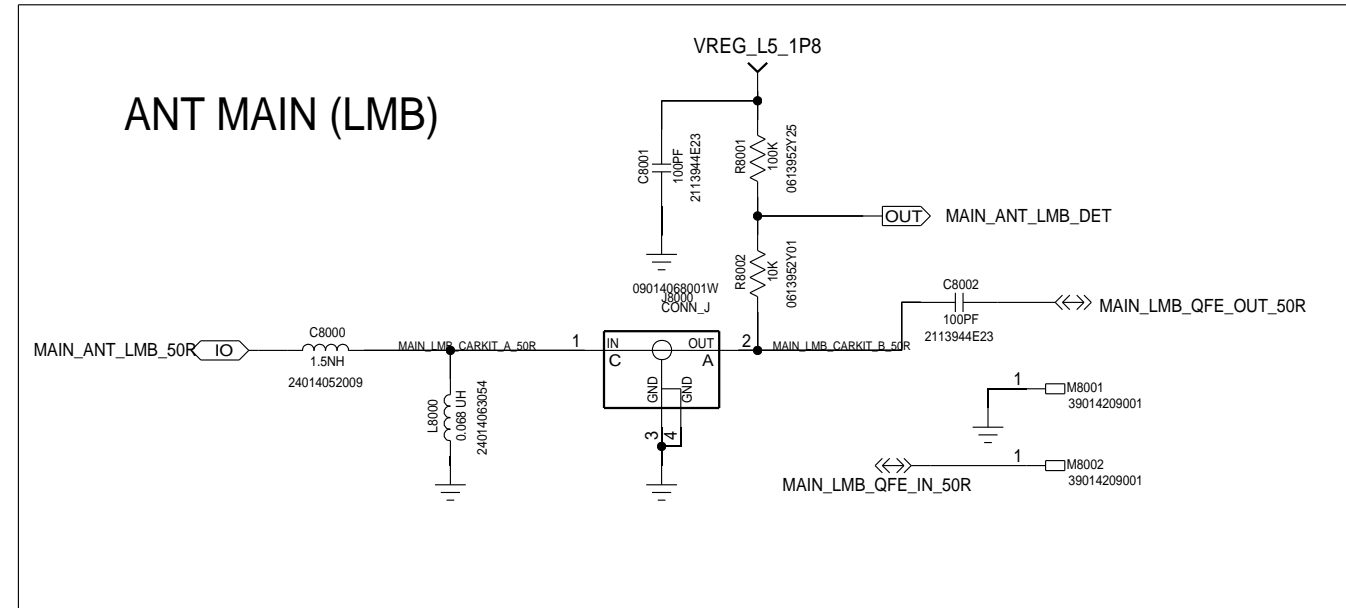 VREG_L5_1P8
ANT MAIN (LMB)
C8001
100PF
2113944E23
R8001
100K
0613952Y25
OUT
MAIN_ANT_LMB_DET
R8002
10K
0613952Y01
09014068001W
J8000
CONN_J
C8002
100PF
2113944E23
MAIN_LMB_QFE_OUT_50R
MAIN_ANT_LMB_50R
IO
C8000
1.5NH
24014052009
MAIN_LMB_CARKIT_A_50R
1
IN
C
OUT
A
GND
GND
3
4
2
MAIN_LMB_CARKIT_B_50R
L8000
0.068 UH
24014063054
1
M8001
39014209001
1
M8002
39014209001
MAIN_LMB_QFE_IN_50R